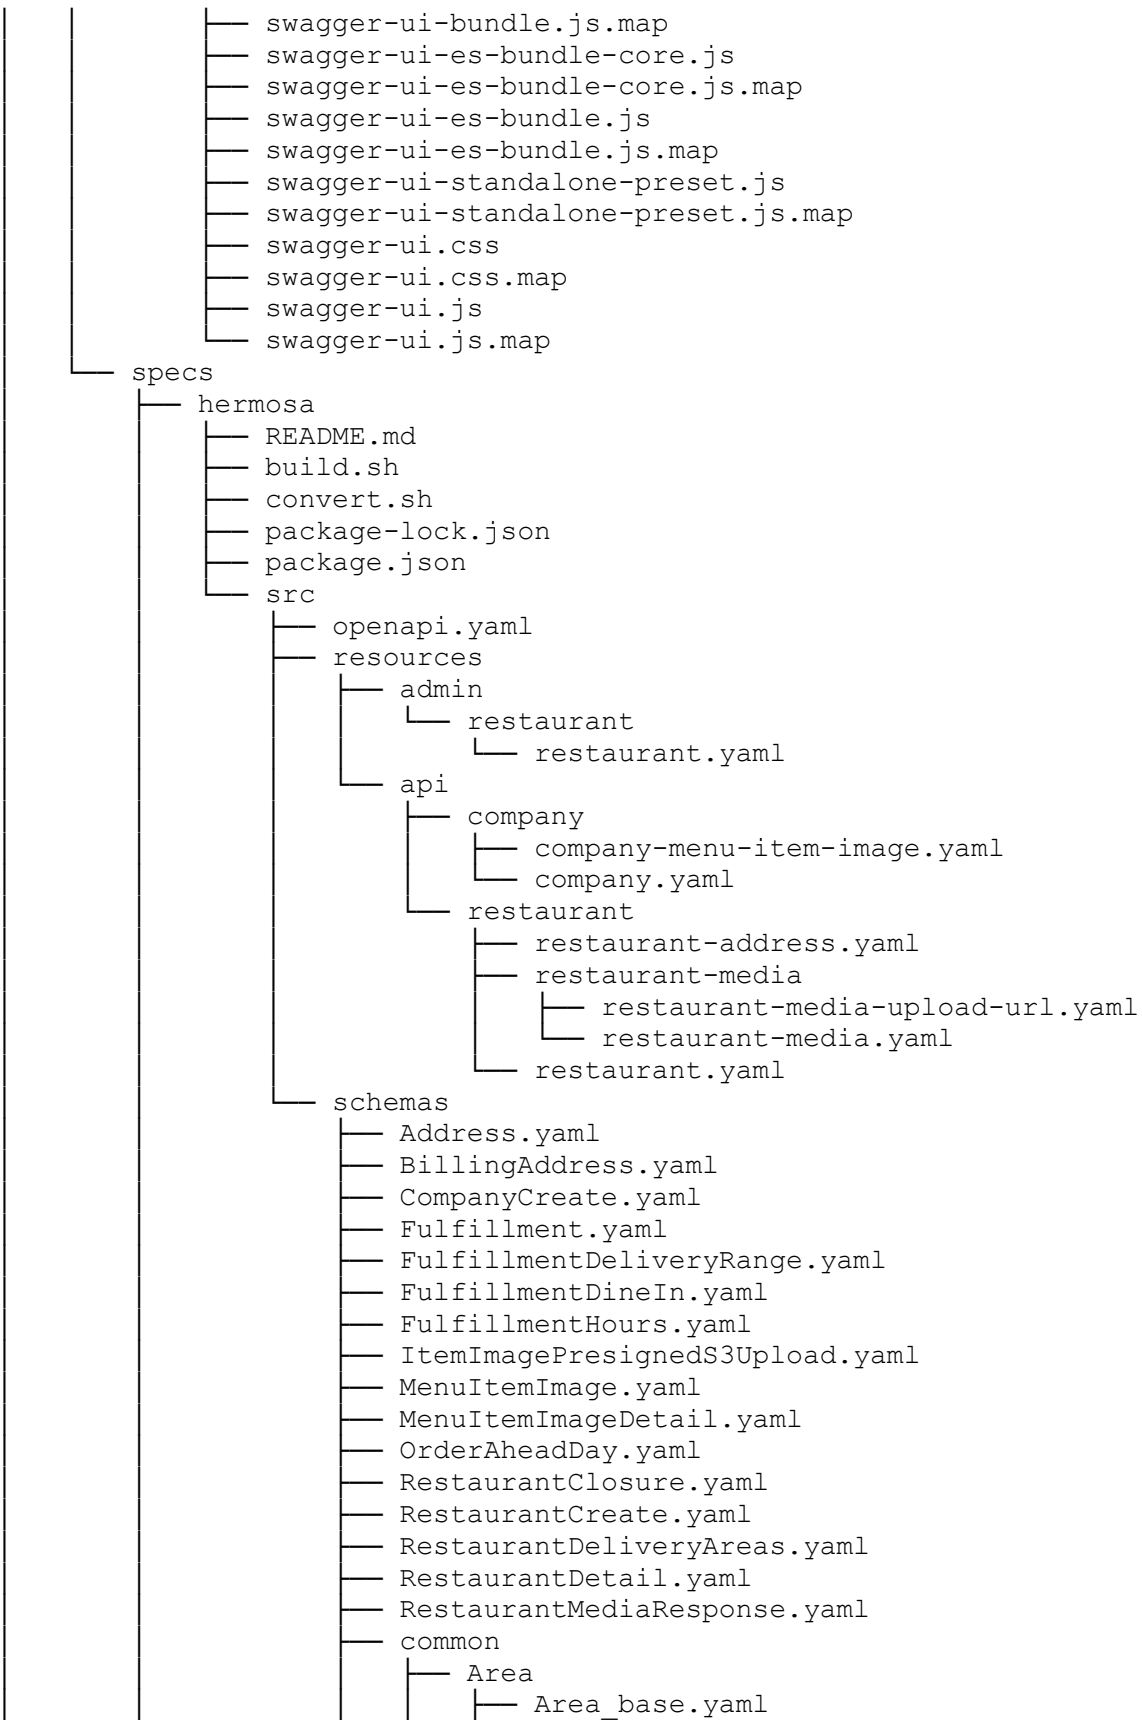 │   │       ├── swagger-ui-bundle.js.map
│   │       ├── swagger-ui-es-bundle-core.js
│   │       ├── swagger-ui-es-bundle-core.js.map
│   │       ├── swagger-ui-es-bundle.js
│   │       ├── swagger-ui-es-bundle.js.map
│   │       ├── swagger-ui-standalone-preset.js
│   │       ├── swagger-ui-standalone-preset.js.map
│   │       ├── swagger-ui.css
│   │       ├── swagger-ui.css.map
│   │       ├── swagger-ui.js
│   │       └── swagger-ui.js.map
│   └── specs
│       ├── hermosa
│       │   ├── README.md
│       │   ├── build.sh
│       │   ├── convert.sh
│       │   ├── package-lock.json
│       │   ├── package.json
│       │   └── src
│       │       ├── openapi.yaml
│       │       ├── resources
│       │       │   ├── admin
│       │       │   │   └── restaurant
│       │       │   │       └── restaurant.yaml
│       │       │   └── api
│       │       │       ├── company
│       │       │       │   ├── company-menu-item-image.yaml
│       │       │       │   └── company.yaml
│       │       │       └── restaurant
│       │       │           ├── restaurant-address.yaml
│       │       │           ├── restaurant-media
│       │       │           │   ├── restaurant-media-upload-url.yaml
│       │       │           │   └── restaurant-media.yaml
│       │       │           └── restaurant.yaml
│       │       └── schemas
│       │           ├── Address.yaml
│       │           ├── BillingAddress.yaml
│       │           ├── CompanyCreate.yaml
│       │           ├── Fulfillment.yaml
│       │           ├── FulfillmentDeliveryRange.yaml
│       │           ├── FulfillmentDineIn.yaml
│       │           ├── FulfillmentHours.yaml
│       │           ├── ItemImagePresignedS3Upload.yaml
│       │           ├── MenuItemImage.yaml
│       │           ├── MenuItemImageDetail.yaml
│       │           ├── OrderAheadDay.yaml
│       │           ├── RestaurantClosure.yaml
│       │           ├── RestaurantCreate.yaml
│       │           ├── RestaurantDeliveryAreas.yaml
│       │           ├── RestaurantDetail.yaml
│       │           ├── RestaurantMediaResponse.yaml
│       │           ├── common
│       │           │   ├── Area
│       │           │   │   ├── Area_base.yaml